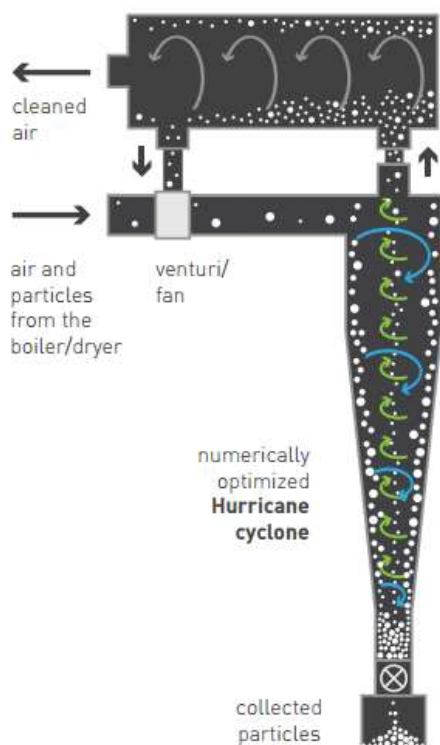 cleaned
air
air and
particles
from the
boiler/dryer
venturi/
fan
numerically
optimized
Hurricane
cyclone
collected
particles